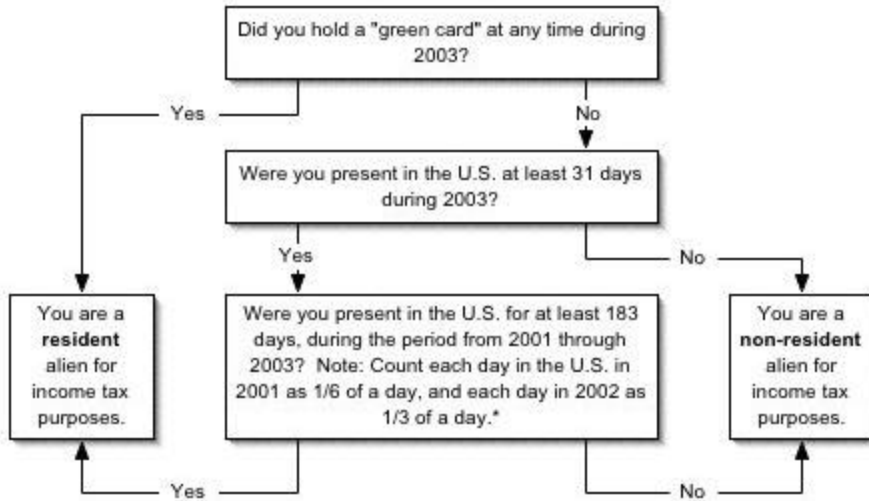 Did you hold a "green card" at any time during
2003?
Yes
No
Were you present in the U.S. at least 31 days
during 2003?
Yes
No
You are a
resident
alien for
income tax
purposes.
Were you present in the U.S. for at least 183
days, during the period from 2001 through
2003? Note: Count each day in the U.S. in
2001 as 1/6 of a day, and each day in 2002 as
1/3 of a day.*
You are a
non-resident
alien for
income tax
purposes.
Yes
No